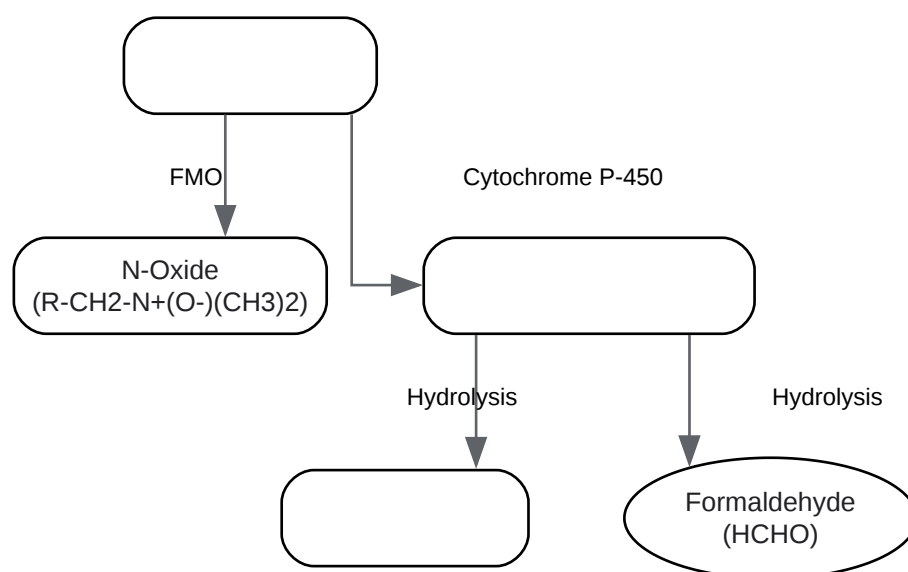 FMO
Cytochrome P-450
N-Oxide
(R-CH2-N+(O-)(CH3)2)
Hydrolysis
Hydrolysis
Formaldehyde
(HCHO)